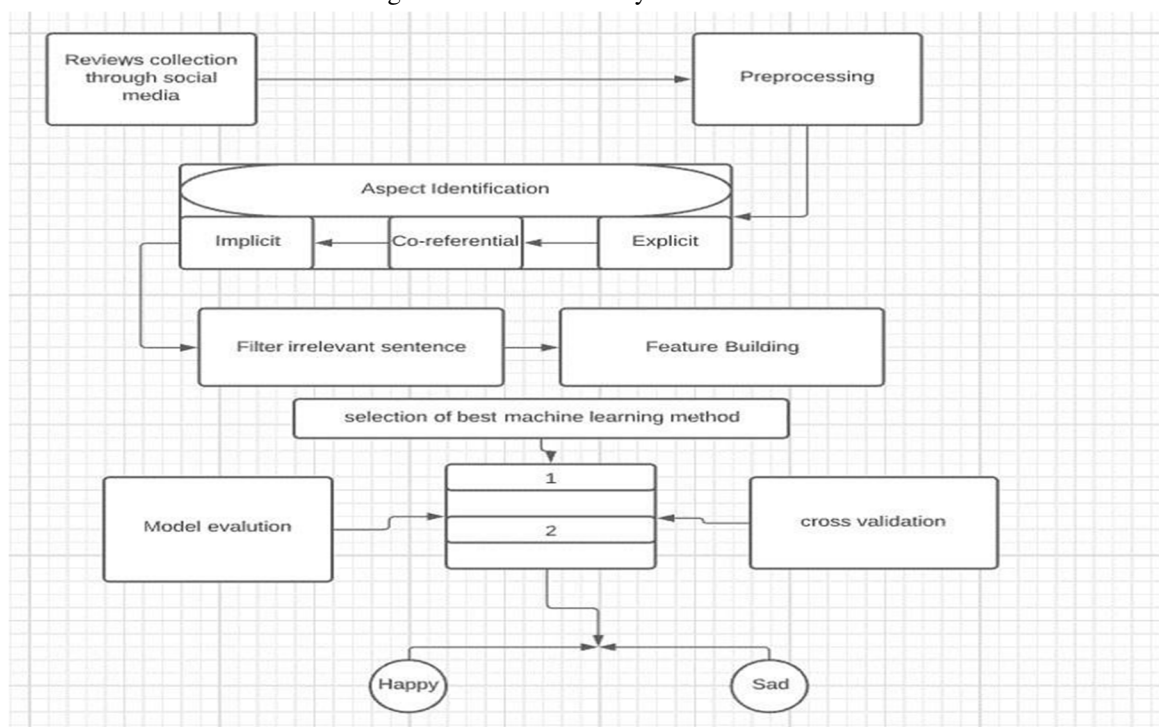 Reviews collection
through social
media
Preprocessing
Aspect Identification
Implicit
Co-referential
Explicit
Filter irrelevant sentence
Feature Building
selection of best machine learning method
1
Model evalution
2
cross validation
Happy
Sad